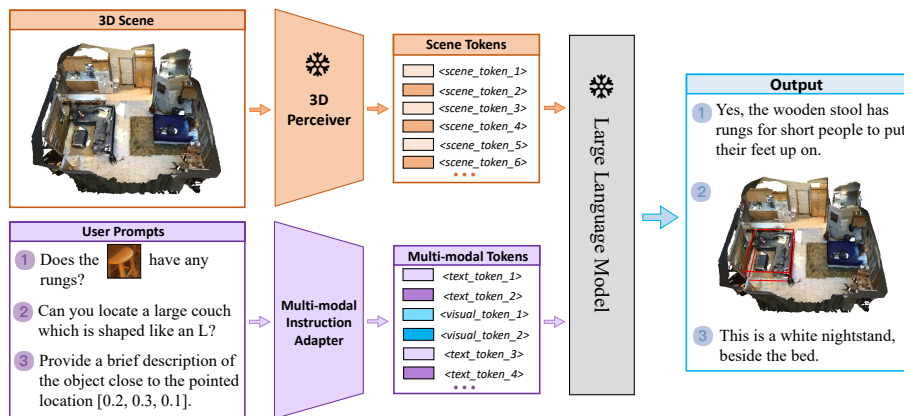 3D Scene
3D
Perceiver
Scene Tokens
<scene_token_1>
<scene_token_2>
<scene_token_3>
<scene_token_4>
<scene_token_5>
<scene_token_6>
User Prompts
1 Does the have any
rungs?
2 Can you locate a large couch
which is shaped like an L?
3 Provide a brief description of
the object close to the pointed
location [0.2, 0.3, 0.1].
Multi-modal
Instruction
Adapter
Multi-modal Tokens
<text_token_1>
<text_token_2>
<visual_token_1>
<visual_token_2>
<text_token_3>
<text_token_4>
Large Language Model
Output
1 Yes, the wooden stool has
rungs for short people to put
their feet up on.
2
3 This is a white nightstand,
beside the bed.